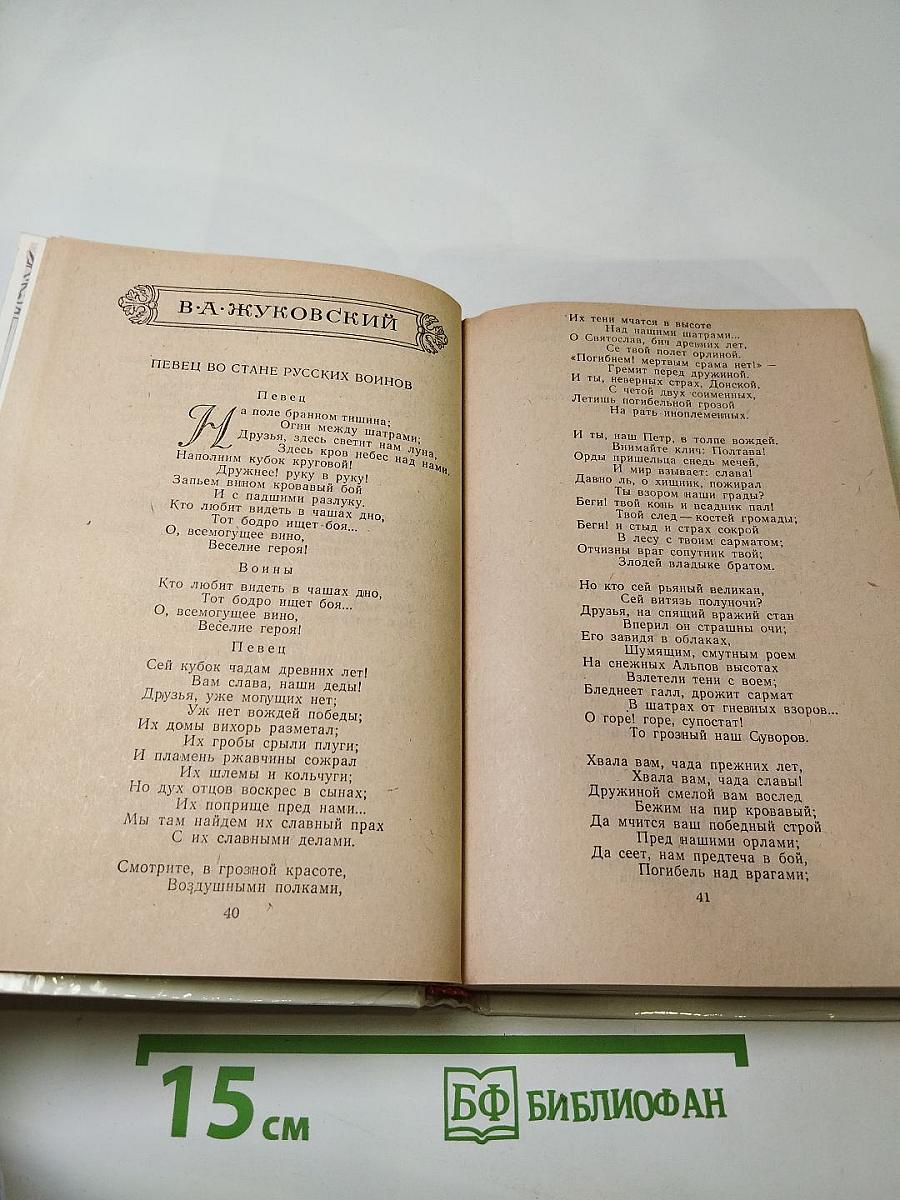 В·А·ЖУКОВСКИЙ
ПЕВЕЦ ВО СТАНЕ РУССКИХ ВОИНОВ
Певец
На поле бранном тишина;
Огни между шатрами;
Друзья, здесь светит нам луна,
Здесь кров небес над нами.
Наполним кубок круговой!
Дружнее! руку в руку!
Запьем вином кровавый бой
И с падшими разлуку.
Кто любит видеть в чашах дно,
Тот бодро ищет боя...
О, всемогущее вино,
Веселие героя!
Воины
Кто любит видеть в чашах дно,
Тот бодро ищет боя...
О, всемогущее вино,
Веселие героя!
Певец
Сей кубок чадам древних лет!
Вам слава, наши деды!
Друзья, уже могущих нет;
Уж нет вождей победы;
Их домы вихорь разметал;
Их гробы срыли плуги;
И пламень ржавчины сожрал
Их шлемы и кольчуги;
Но дух отцов воскрес в сынах;
Их поприще пред нами...
Мы там найдем их славный прах
С их славными делами.
Смотрите, в грозной красоте,
Воздушными полками,
40
Их тени мчатся в высоте
Над нашими шатрами...
О Святослав, бич древних лет,
Се твой полет орлиной.
«Погибнем! мертвым срама нет!» —
Гремит перед дружиной.
И ты, неверных страх, Донской,
С четой двух соименных,
Летишь погибельной грозой
На рать иноплеменных.
И ты, наш Петр, в толпе вождей.
Внимайте клич: Полтава!
Орды пришельца снедь мечей,
И мир взывает: слава!
Давно ль, о хищник, пожирал
Ты взором наши грады?
Беги! твой конь и всадник пал!
Твой след — костей громады;
Беги! и стыд и страх сокрой
В лесу с твоим сарматом;
Отчизны враг сопутник твой;
Злодей владыке братом.
Но кто сей рьяный великан,
Сей витязь полуночи?
Друзья, на спящий вражий стан
Вперил он страшны очи;
Его завидя в облаках,
Шумящим, смутным роем
На снежных Альпов высотах
Взлетели тени с воем;
Бледнеет галл, дрожит сармат
В шатрах от гневных взоров...
О горе! горе, супостат!
То грозный наш Суворов.
Хвала вам, чада прежних лет,
Хвала вам, чада славы!
Дружиной смелой вам вослед
Бежим на пир кровавый;
Да мчится ваш победный строй
Пред нашими орлами;
Да сеет, нам предтеча в бой,
Погибель над врагами;
41
15 см
БФ БИБЛИОФАН